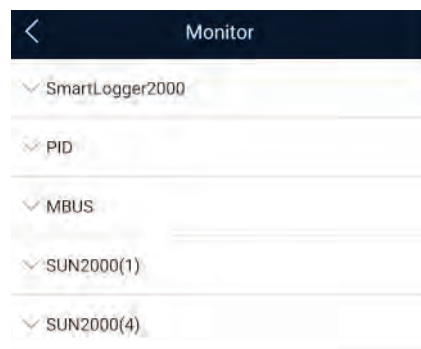 Monitor
SmartLogger2000
PID
MBUS
SUN2000(1)
SUN2000(4)